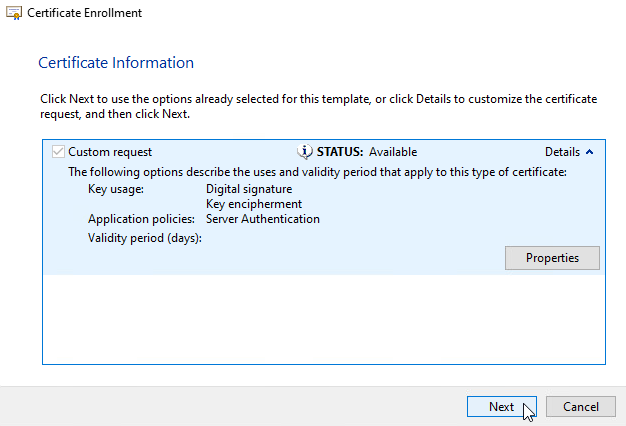 Certificate Enrollment
Certificate Information
Click Next to use the options already selected for this template, or click Details to customize the certificate
request, and then click Next.
Custom request STATUS: Available Details
The following options describe the uses and validity period that apply to this type of certificate:
Key usage: Digital signature
Key encipherment
Application policies: Server Authentication
Validity period (days):
Properties
Next Cancel